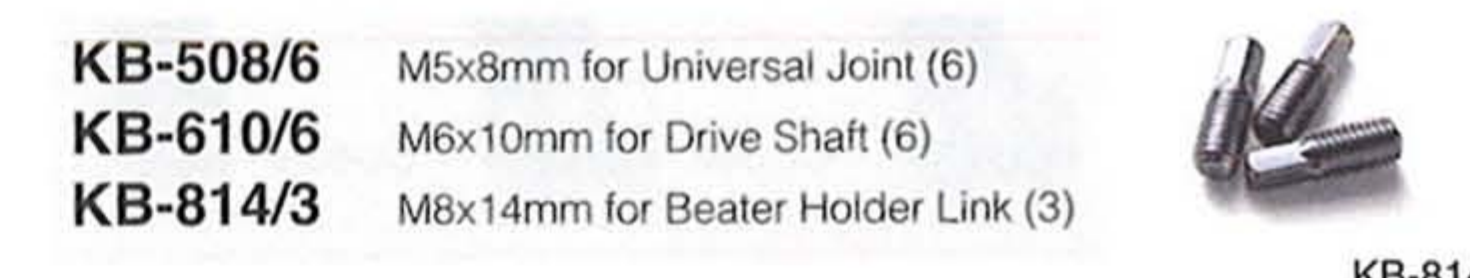 KB-508/6 M5x8mm for Universal Joint (6)
KB-610/6 M6x10mm for Drive Shaft (6)
KB-814/3 M8x14mm for Beater Holder Link (3)